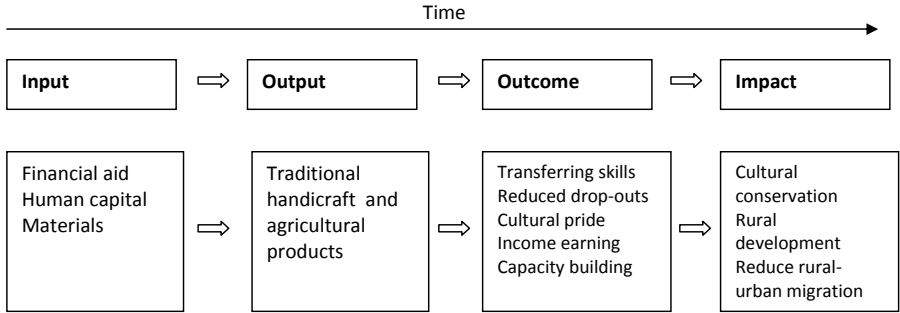 Time
Input
Output
Outcome
Impact
Financial aid
Human capital
Materials
Traditional
handicraft and
agricultural
products
Transferring skills
Reduced drop-outs
Cultural pride
Income earning
Capacity building
Cultural
conservation
Rural
development
Reduce rural-
urban migration